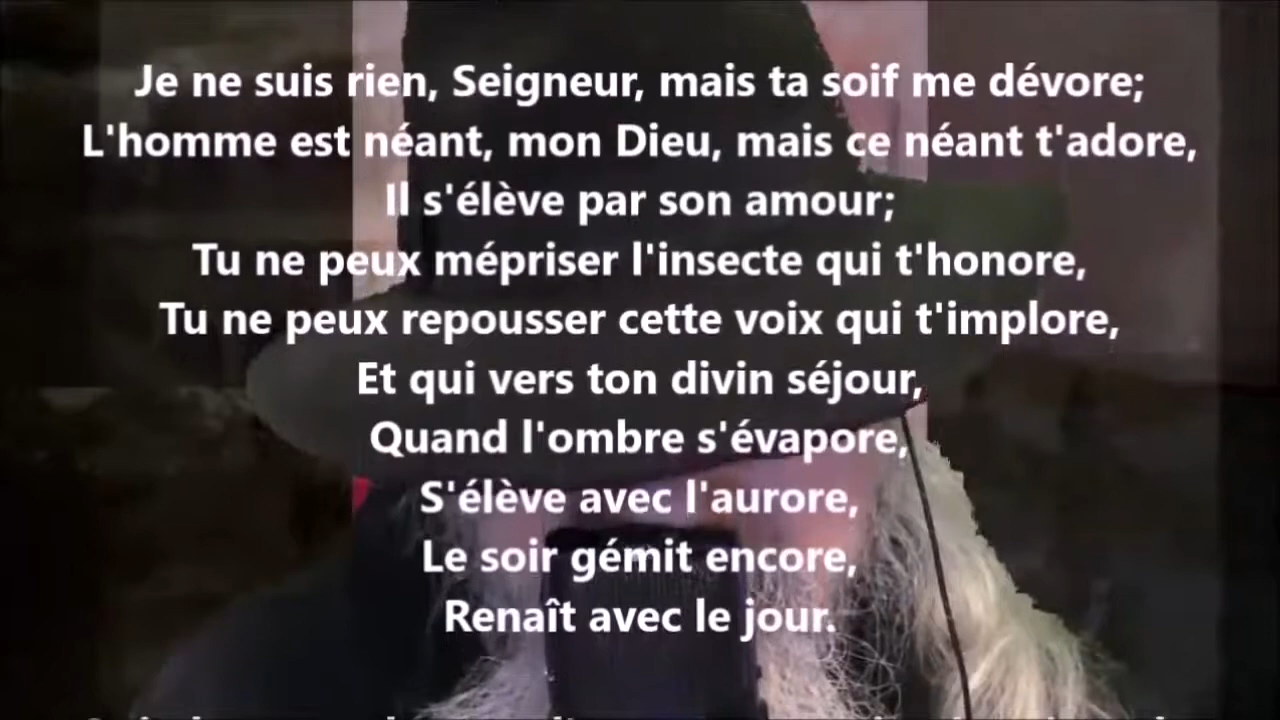 Je ne suis rien, Seigneur, mais ta soif me dévore;
L'homme est néant, mon Dieu, mais ce néant t'adore,
Il s'élève par son amour;
Tu ne peux mépriser l'insecte qui t'honore,
Tu ne peux repousser cette voix qui t'implore,
Et qui vers ton divin séjour,
Quand l'ombre s'évapore,
S'élève avec l'aurore,
Le soir gémit encore,
Renaît avec le jour.